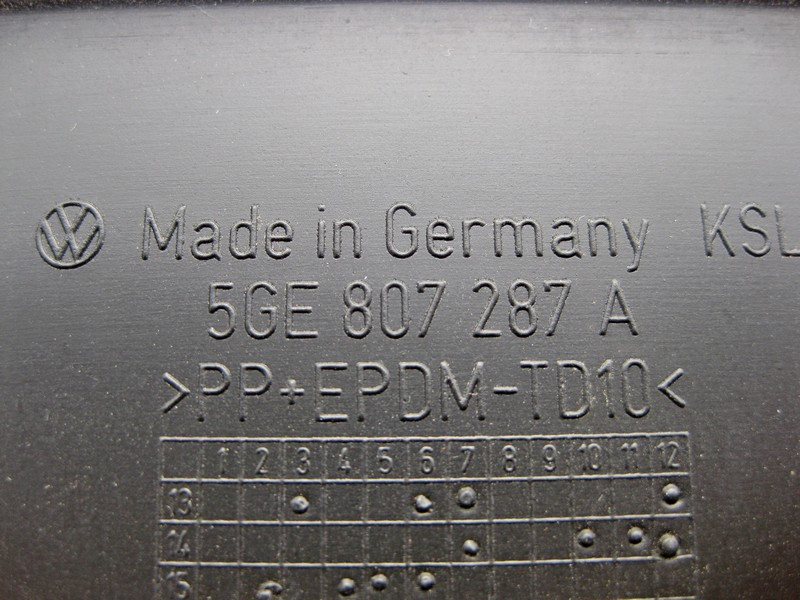 VW Made in Germany KSL
5GE 807 287 A
>PP+EPDM-TD10<
1 2 3 4 5 6 7 8 9 10 11 12
13
14
15